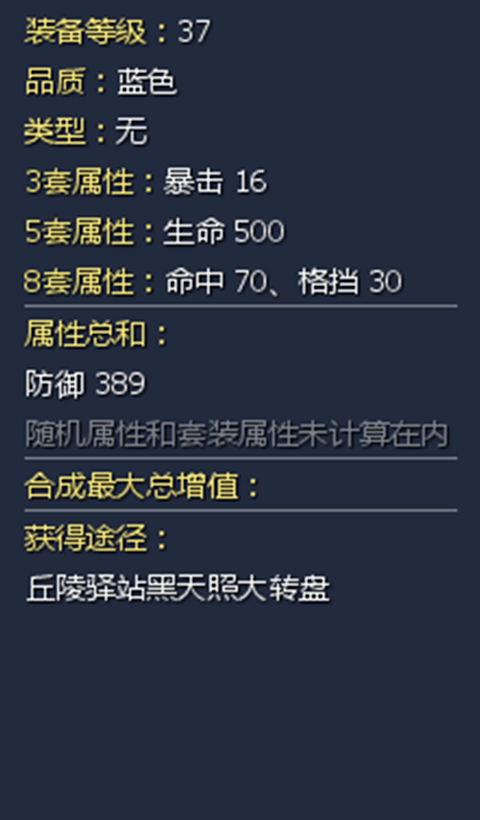 装备等级：37
品质：蓝色
类型：无
3套属性：暴击 16
5套属性：生命 500
8套属性：命中 70、格挡 30
属性总和：
防御 389
随机属性和套装属性未计算在内
合成最大总增值：
获得途径：
丘陵驿站黑天照大转盘